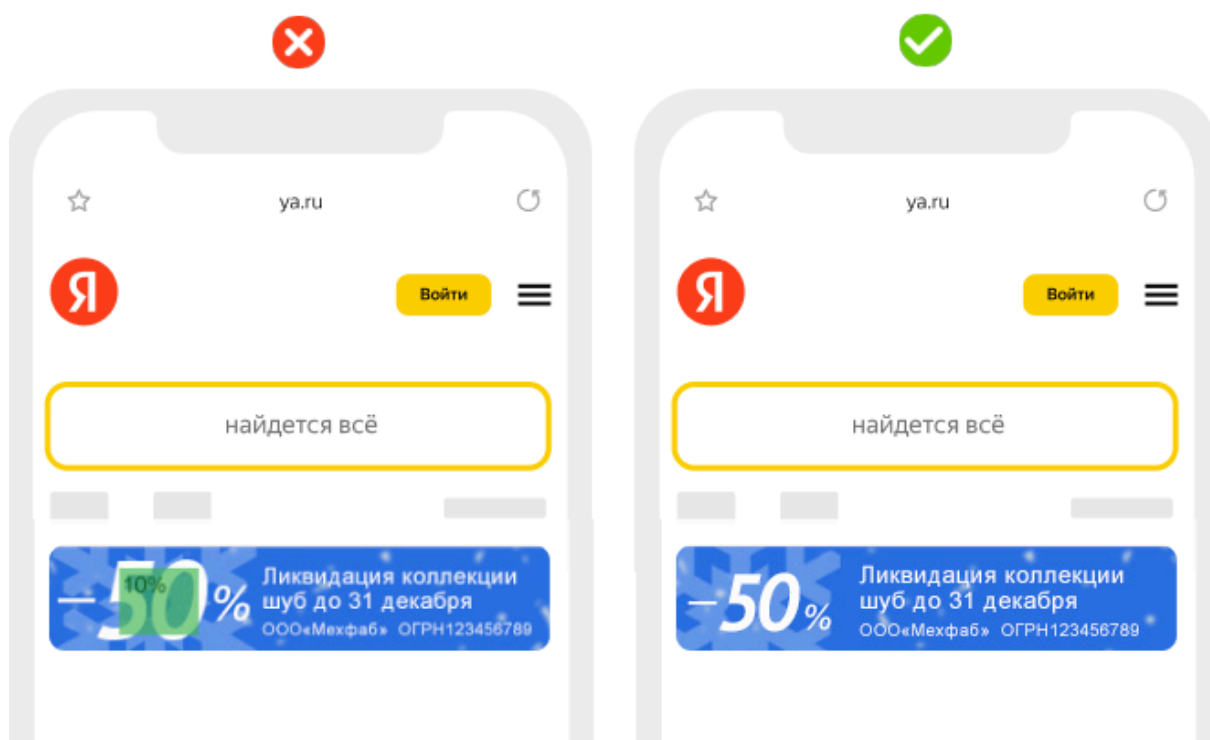 ya.ru
Я
Войти
найдется всё
10%
–50%
Ликвидация коллекции
шуб до 31 декабря
ООО«Мехфаб» ОГРН123456789
ya.ru
Я
Войти
найдется всё
–50%
Ликвидация коллекции
шуб до 31 декабря
ООО«Мехфаб» ОГРН123456789